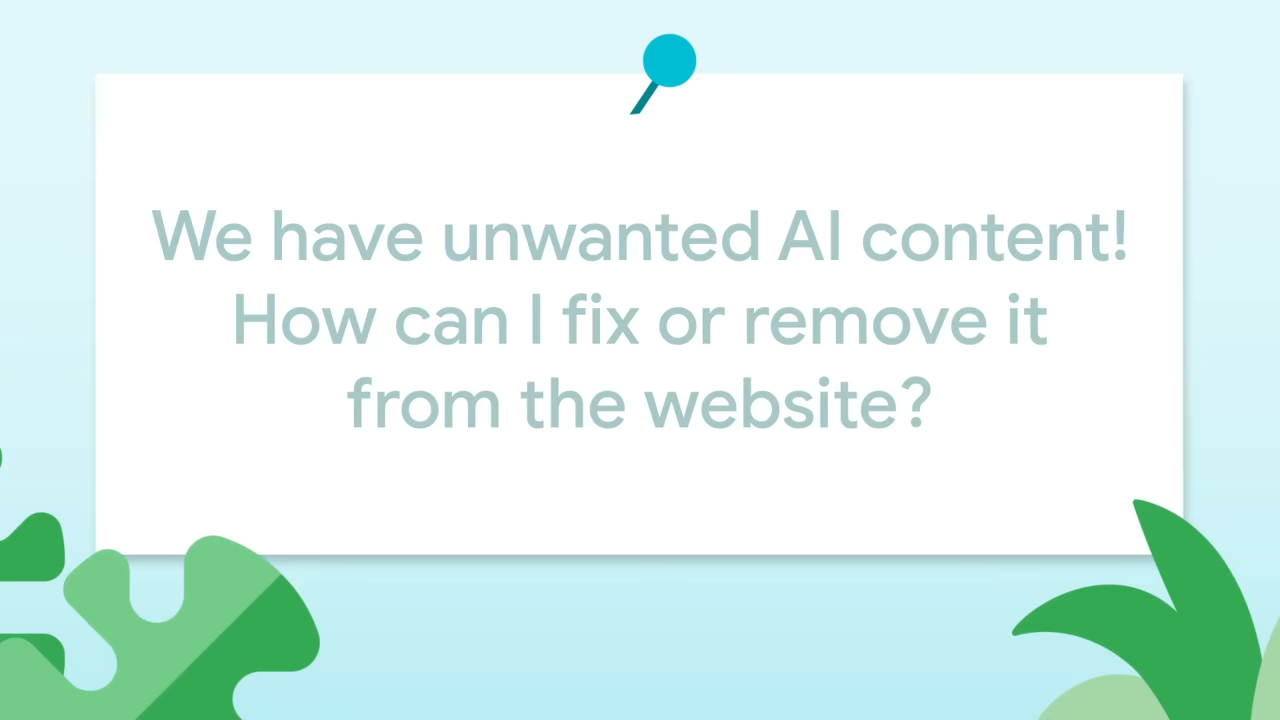 We have unwanted AI content!
How can I fix or remove it
from the website?